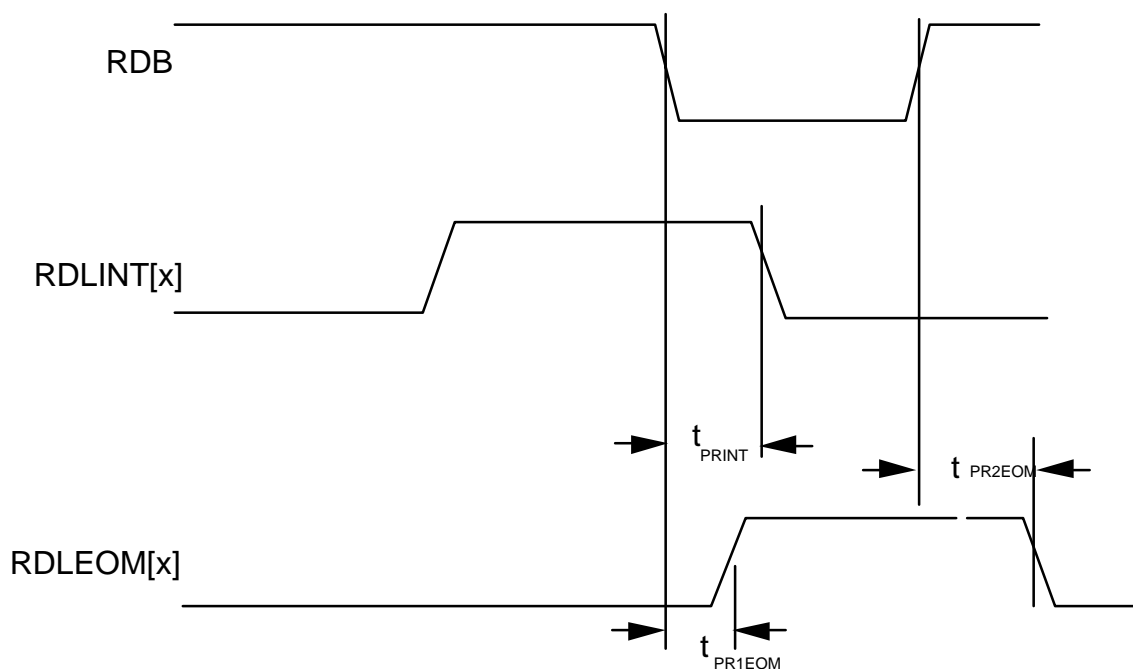 RDB
RDLINT[x]
t PRINT
t PR2EOM
RDLEOM[x]
t PR1EOM